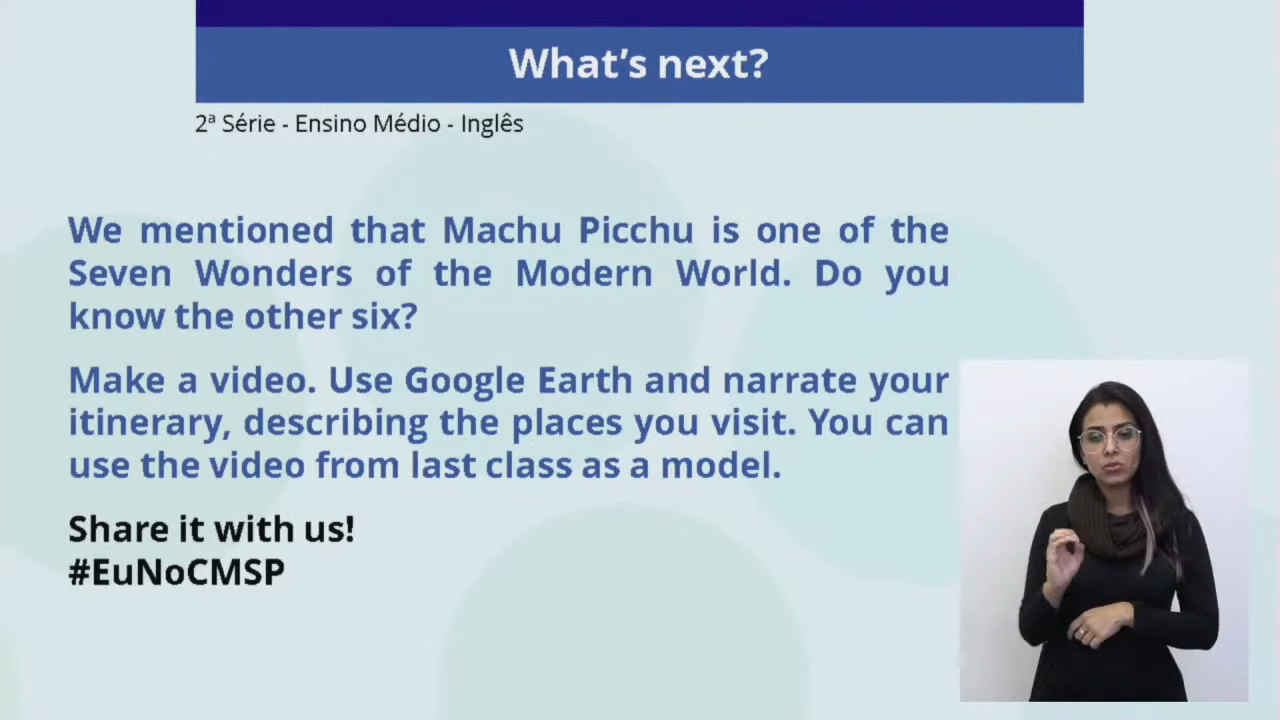 What’s next?
2ª Série - Ensino Médio - Inglês
We mentioned that Machu Picchu is one of the
Seven Wonders of the Modern World. Do you
know the other six?
Make a video. Use Google Earth and narrate your
itinerary, describing the places you visit. You can
use the video from last class as a model.
Share it with us!
#EuNoCMSP